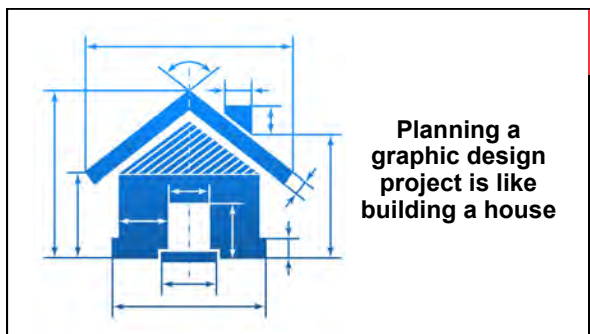 Planning a
graphic design
project is like
building a house